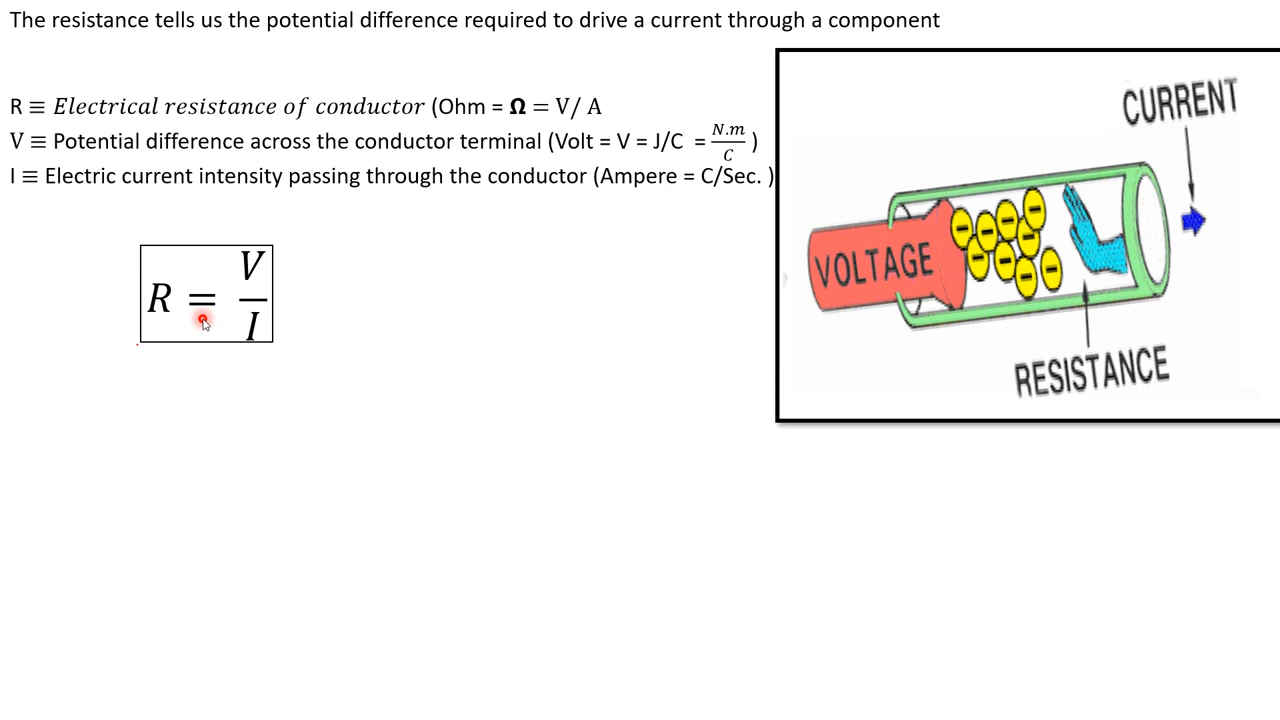 The resistance tells us the potential difference required to drive a current through a component
R ≡ Electrical resistance of conductor (Ohm = Ω = V/ A
V ≡ Potential difference across the conductor terminal (Volt = V = J/C = N.m/C )
I ≡ Electric current intensity passing through the conductor (Ampere = C/Sec. )
R = V/I
CURRENT
VOLTAGE
RESISTANCE